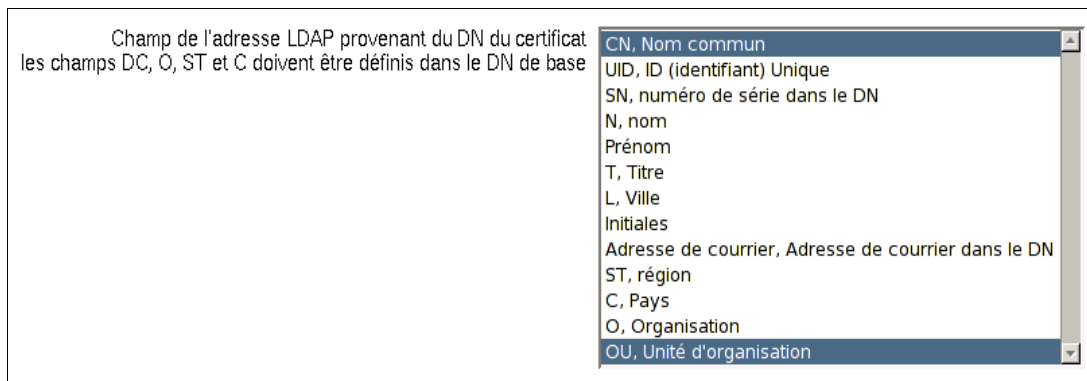 Champ de l'adresse LDAP provenant du DN du certificat
les champs DC, O, ST et C doivent être définis dans le DN de base
CN, Nom commun
UID, ID (identifiant) Unique
SN, numéro de série dans le DN
N, nom
Prénom
T, Titre
L, Ville
Initiales
Adresse de courrier, Adresse de courrier dans le DN
ST, région
C, Pays
O, Organisation
OU, Unité d'organisation